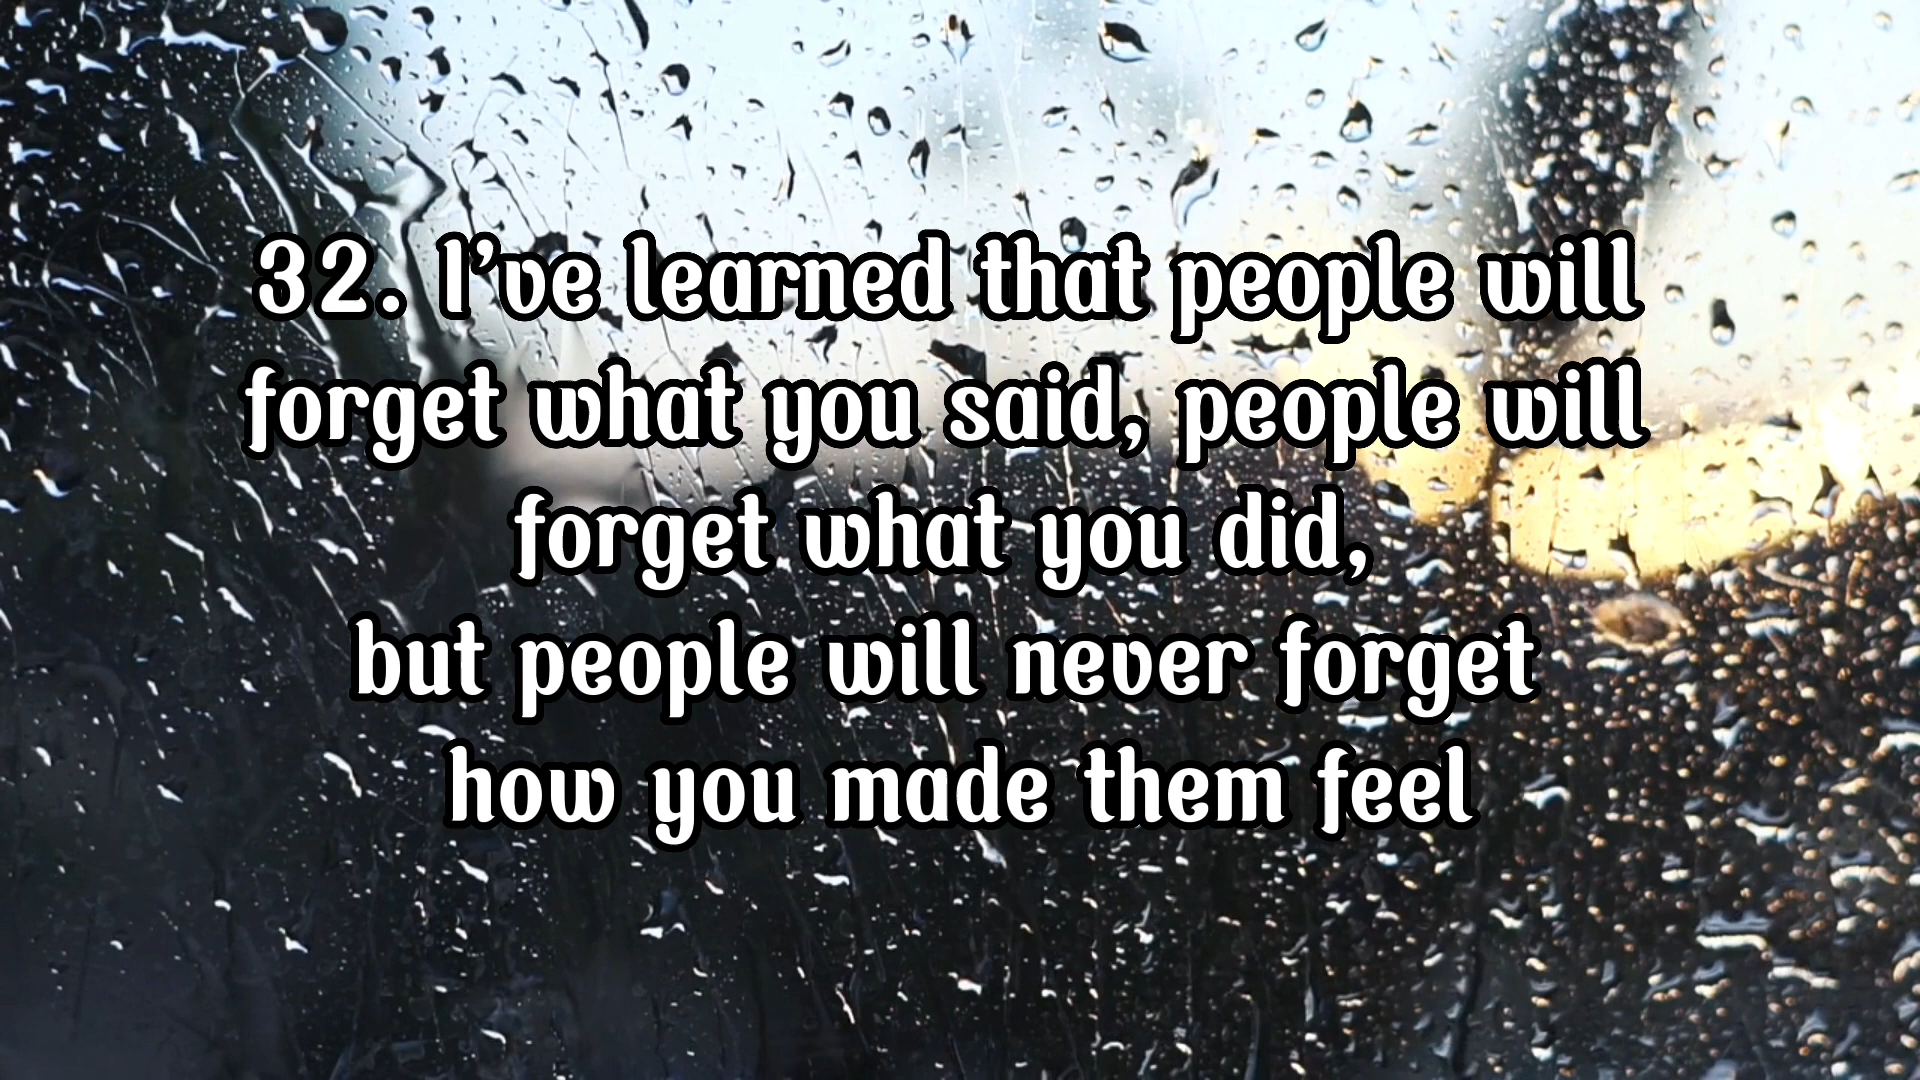 32. I’ve learned that people will
forget what you said, people will
forget what you did,
but people will never forget
how you made them feel